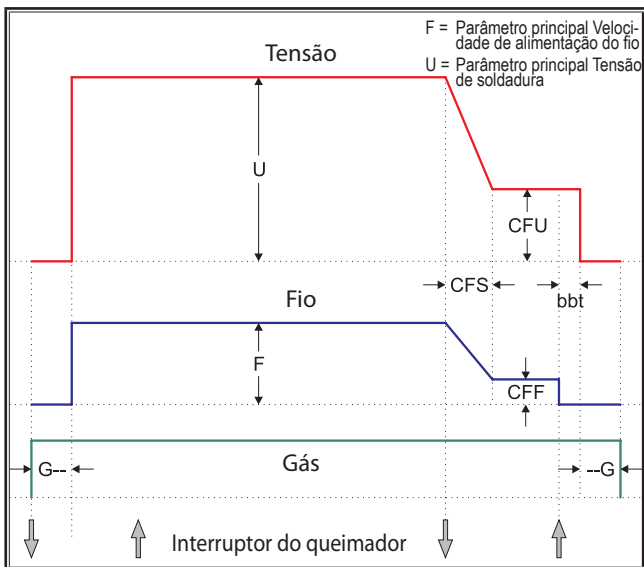 F = Parâmetro principal Veloci-
dade de alimentação do fio
U = Parâmetro principal Tensão
de soldadura
Tensão
U
CFU
CFS
bbt
Fio
F
CFF
Gás
G--
--G
Interruptor do queimador